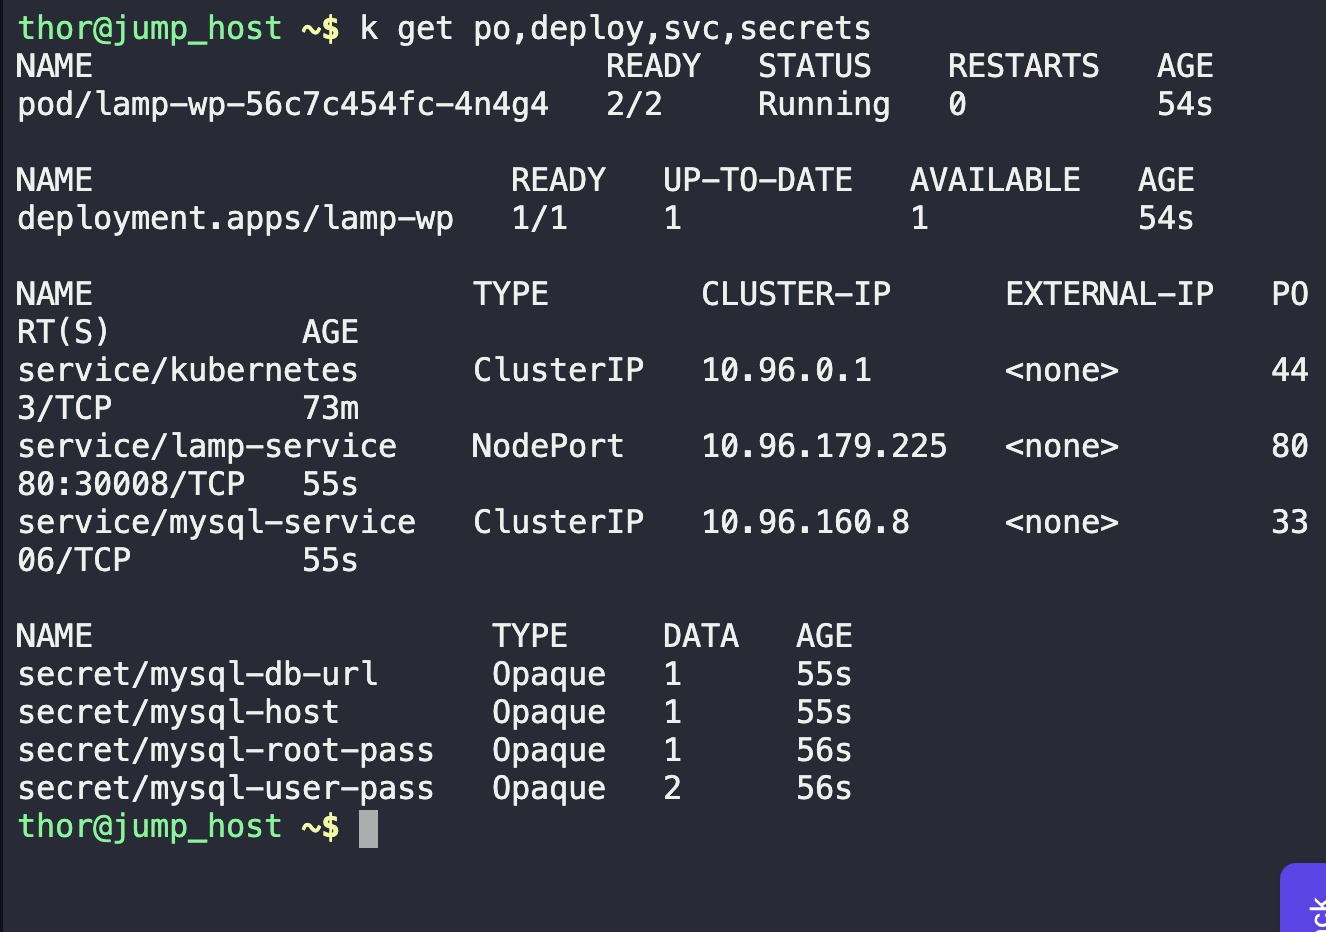 thor@jump_host ~$ k get po,deploy,svc,secrets
NAME                           READY   STATUS    RESTARTS   AGE
pod/lamp-wp-56c7c454fc-4n4g4   2/2     Running   0          54s

NAME                      READY   UP-TO-DATE   AVAILABLE   AGE
deployment.apps/lamp-wp   1/1     1            1           54s

NAME                    TYPE        CLUSTER-IP      EXTERNAL-IP   PO
RT(S)          AGE
service/kubernetes      ClusterIP   10.96.0.1       <none>        44
3/TCP          73m
service/lamp-service    NodePort    10.96.179.225   <none>        80
80:30008/TCP   55s
service/mysql-service   ClusterIP   10.96.160.8     <none>        33
06/TCP         55s

NAME                     TYPE     DATA   AGE
secret/mysql-db-url      Opaque   1      55s
secret/mysql-host        Opaque   1      55s
secret/mysql-root-pass   Opaque   1      56s
secret/mysql-user-pass   Opaque   2      56s
thor@jump_host ~$